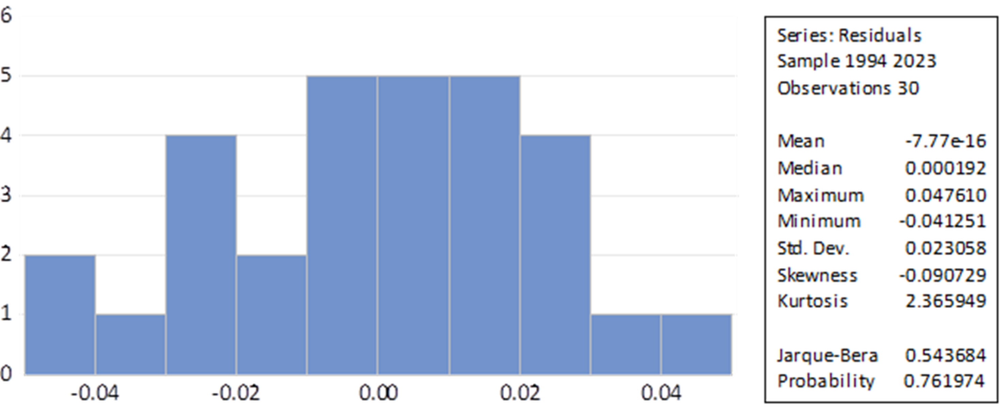 6
5
4
3
2
1
0
-0.04 -0.02 0.00 0.02 0.04
Series: Residuals
Sample 1994 2023
Observations 30
Mean -7.77e-16
Median 0.000192
Maximum 0.047610
Minimum -0.041251
Std. Dev. 0.023058
Skewness -0.090729
Kurtosis 2.365949
Jarque-Bera 0.543684
Probability 0.761974